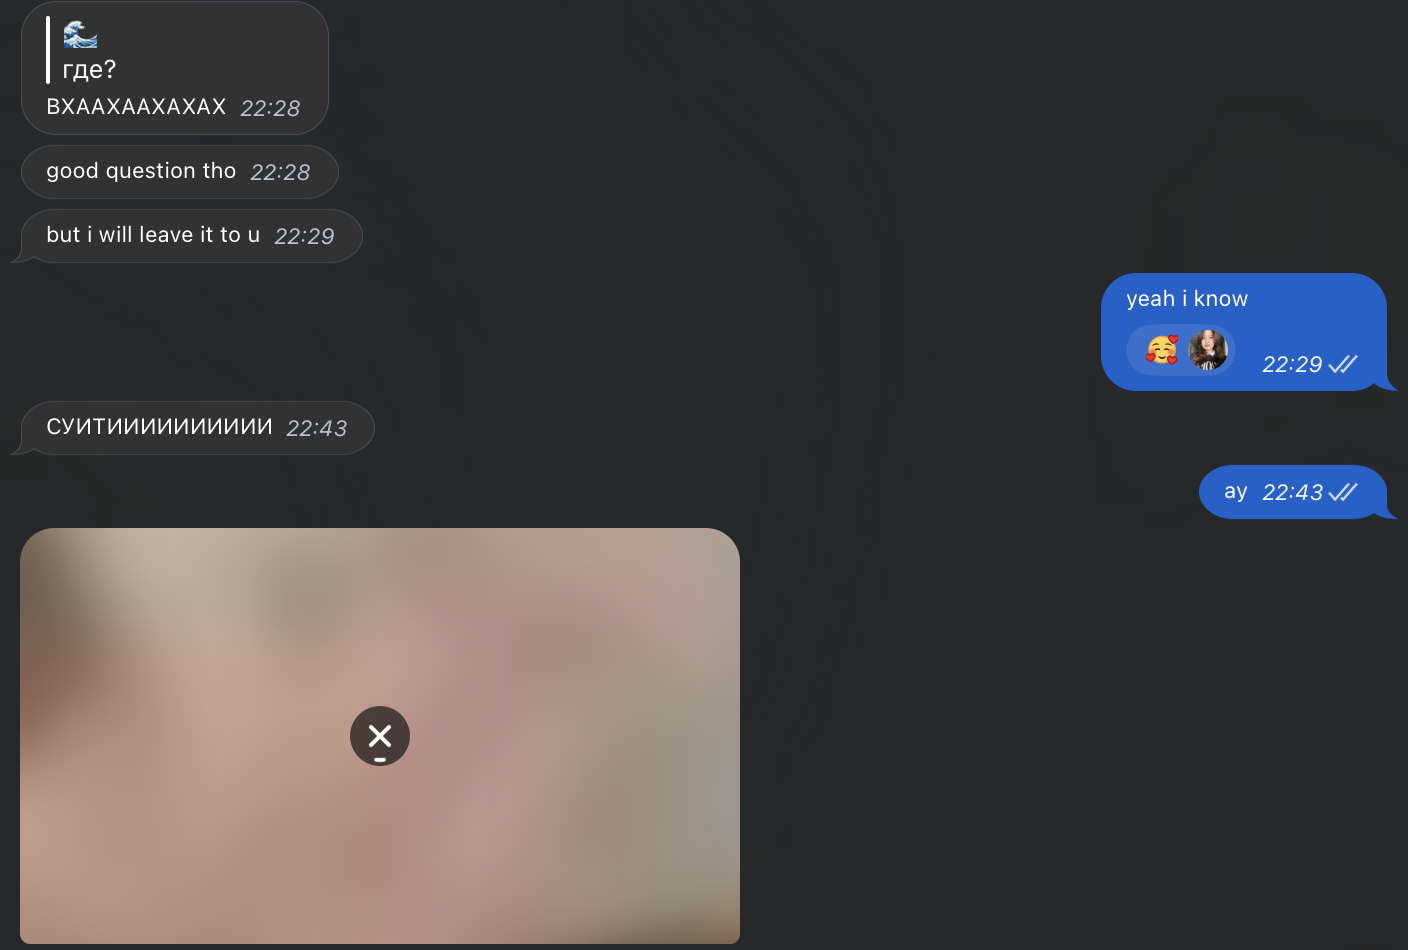 🌊
где?
ВХААХААХАХАХ 22:28
good question tho 22:28
but i will leave it to u 22:29
yeah i know
🥰 22:29
СУИТИИИИИИИИИИ 22:43
ay 22:43